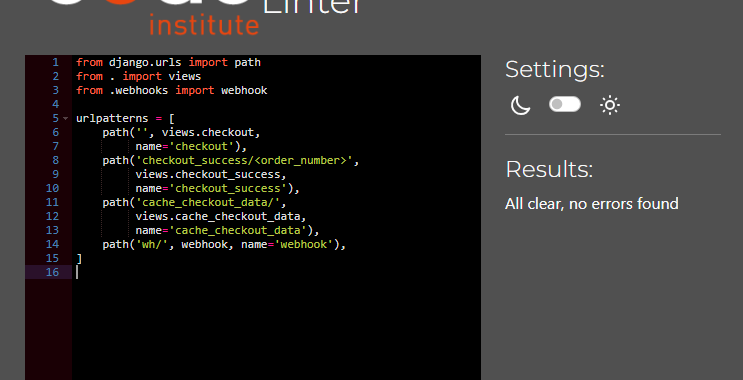 Linter
institute
1 from django.urls import path
2 from . import views
3 from .webhooks import webhook
4
5 urlpatterns = [
6     path('', views.checkout,
7          name='checkout'),
8     path('checkout_success/<order_number>',
9          views.checkout_success,
10          name='checkout_success'),
11     path('cache_checkout_data/',
12          views.cache_checkout_data,
13          name='cache_checkout_data'),
14     path('wh/', webhook, name='webhook'),
15 ]
16
Settings:
Results:
All clear, no errors found